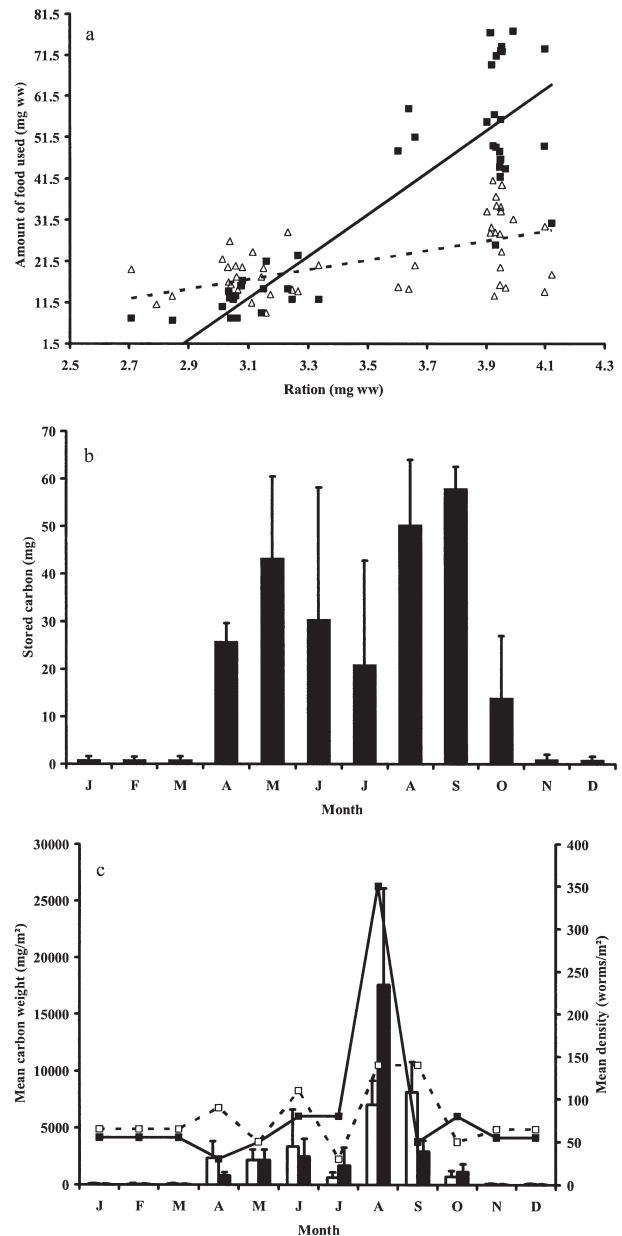 a
81.5
71.5
61.5
51.5
41.5
31.5
21.5
11.5
1.5
Amount of food used (mg ww)
2.5 2.7 2.9 3.1 3.3 3.5 3.7 3.9 4.1 4.3
Ration (mg ww)
b
70
60
50
40
30
20
10
0
Stored carbon (mg)
J F M A M J J A S O N D
Month
c
30000
25000
20000
15000
10000
5000
0
Mean carbon weight (mg/m²)
400
350
300
250
200
150
100
50
0
Mean density (worms/m²)
J F M A M J J A S O N D
Month